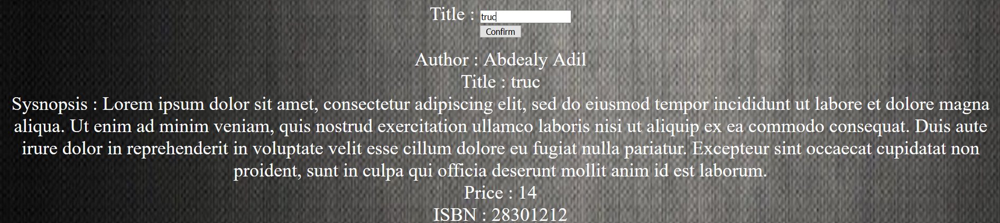 Title : truc
Confirm
Author : Abdealy Adil
Title : truc
Sysnopsis : Lorem ipsum dolor sit amet, consectetur adipiscing elit, sed do eiusmod tempor incididunt ut labore et dolore magna
aliqua. Ut enim ad minim veniam, quis nostrud exercitation ullamco laboris nisi ut aliquip ex ea commodo consequat. Duis aute
irure dolor in reprehenderit in voluptate velit esse cillum dolore eu fugiat nulla pariatur. Excepteur sint occaecat cupidatat non
proident, sunt in culpa qui officia deserunt mollit anim id est laborum.
Price : 14
ISBN : 28301212